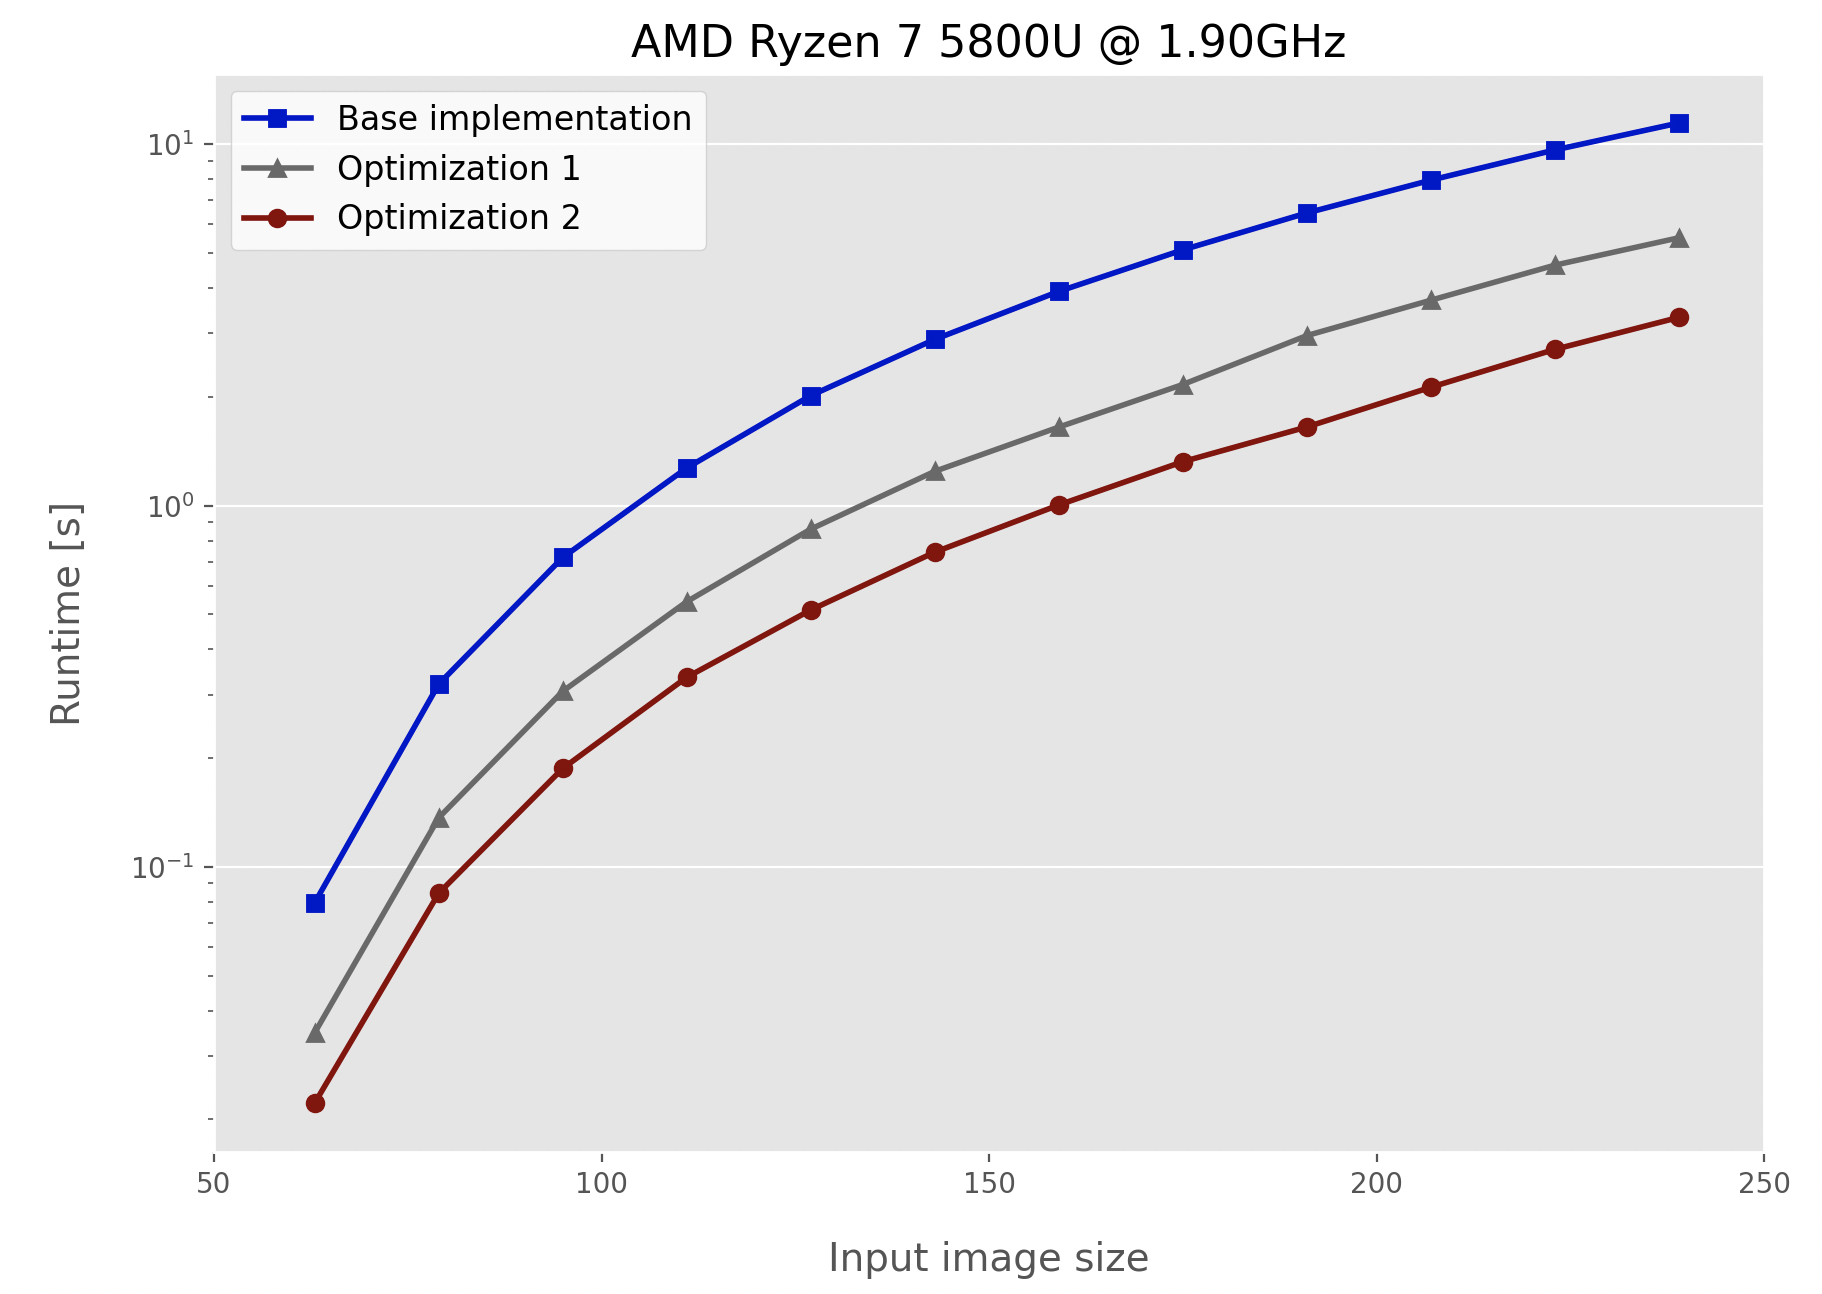 AMD Ryzen 7 5800U @ 1.90GHz
Base implementation
Optimization 1
Optimization 2
10¹
10⁰
10⁻¹
Runtime [s]
50 100 150 200 250
Input image size